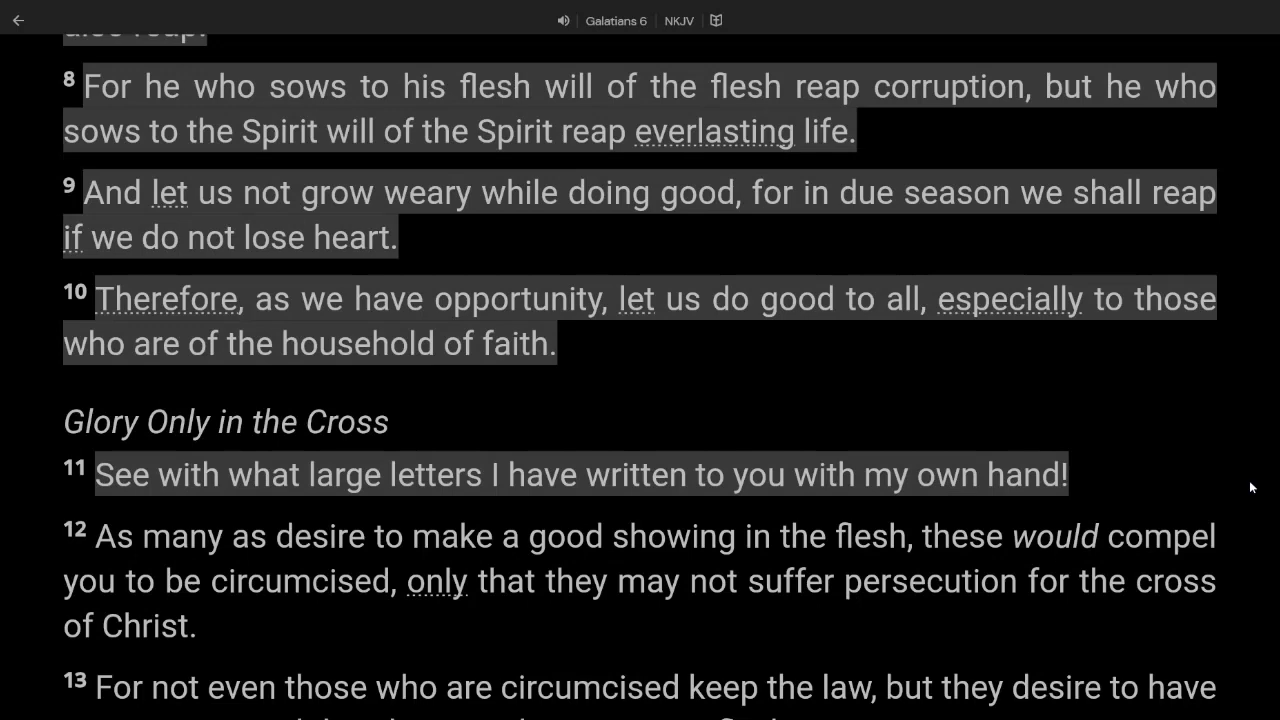 Galatians 6 NKJV
also reap.
8 For he who sows to his flesh will of the flesh reap corruption, but he who
sows to the Spirit will of the Spirit reap everlasting life.
9 And let us not grow weary while doing good, for in due season we shall reap
if we do not lose heart.
10 Therefore, as we have opportunity, let us do good to all, especially to those
who are of the household of faith.
Glory Only in the Cross
11 See with what large letters I have written to you with my own hand!
12 As many as desire to make a good showing in the flesh, these would compel
you to be circumcised, only that they may not suffer persecution for the cross
of Christ.
13 For not even those who are circumcised keep the law, but they desire to have